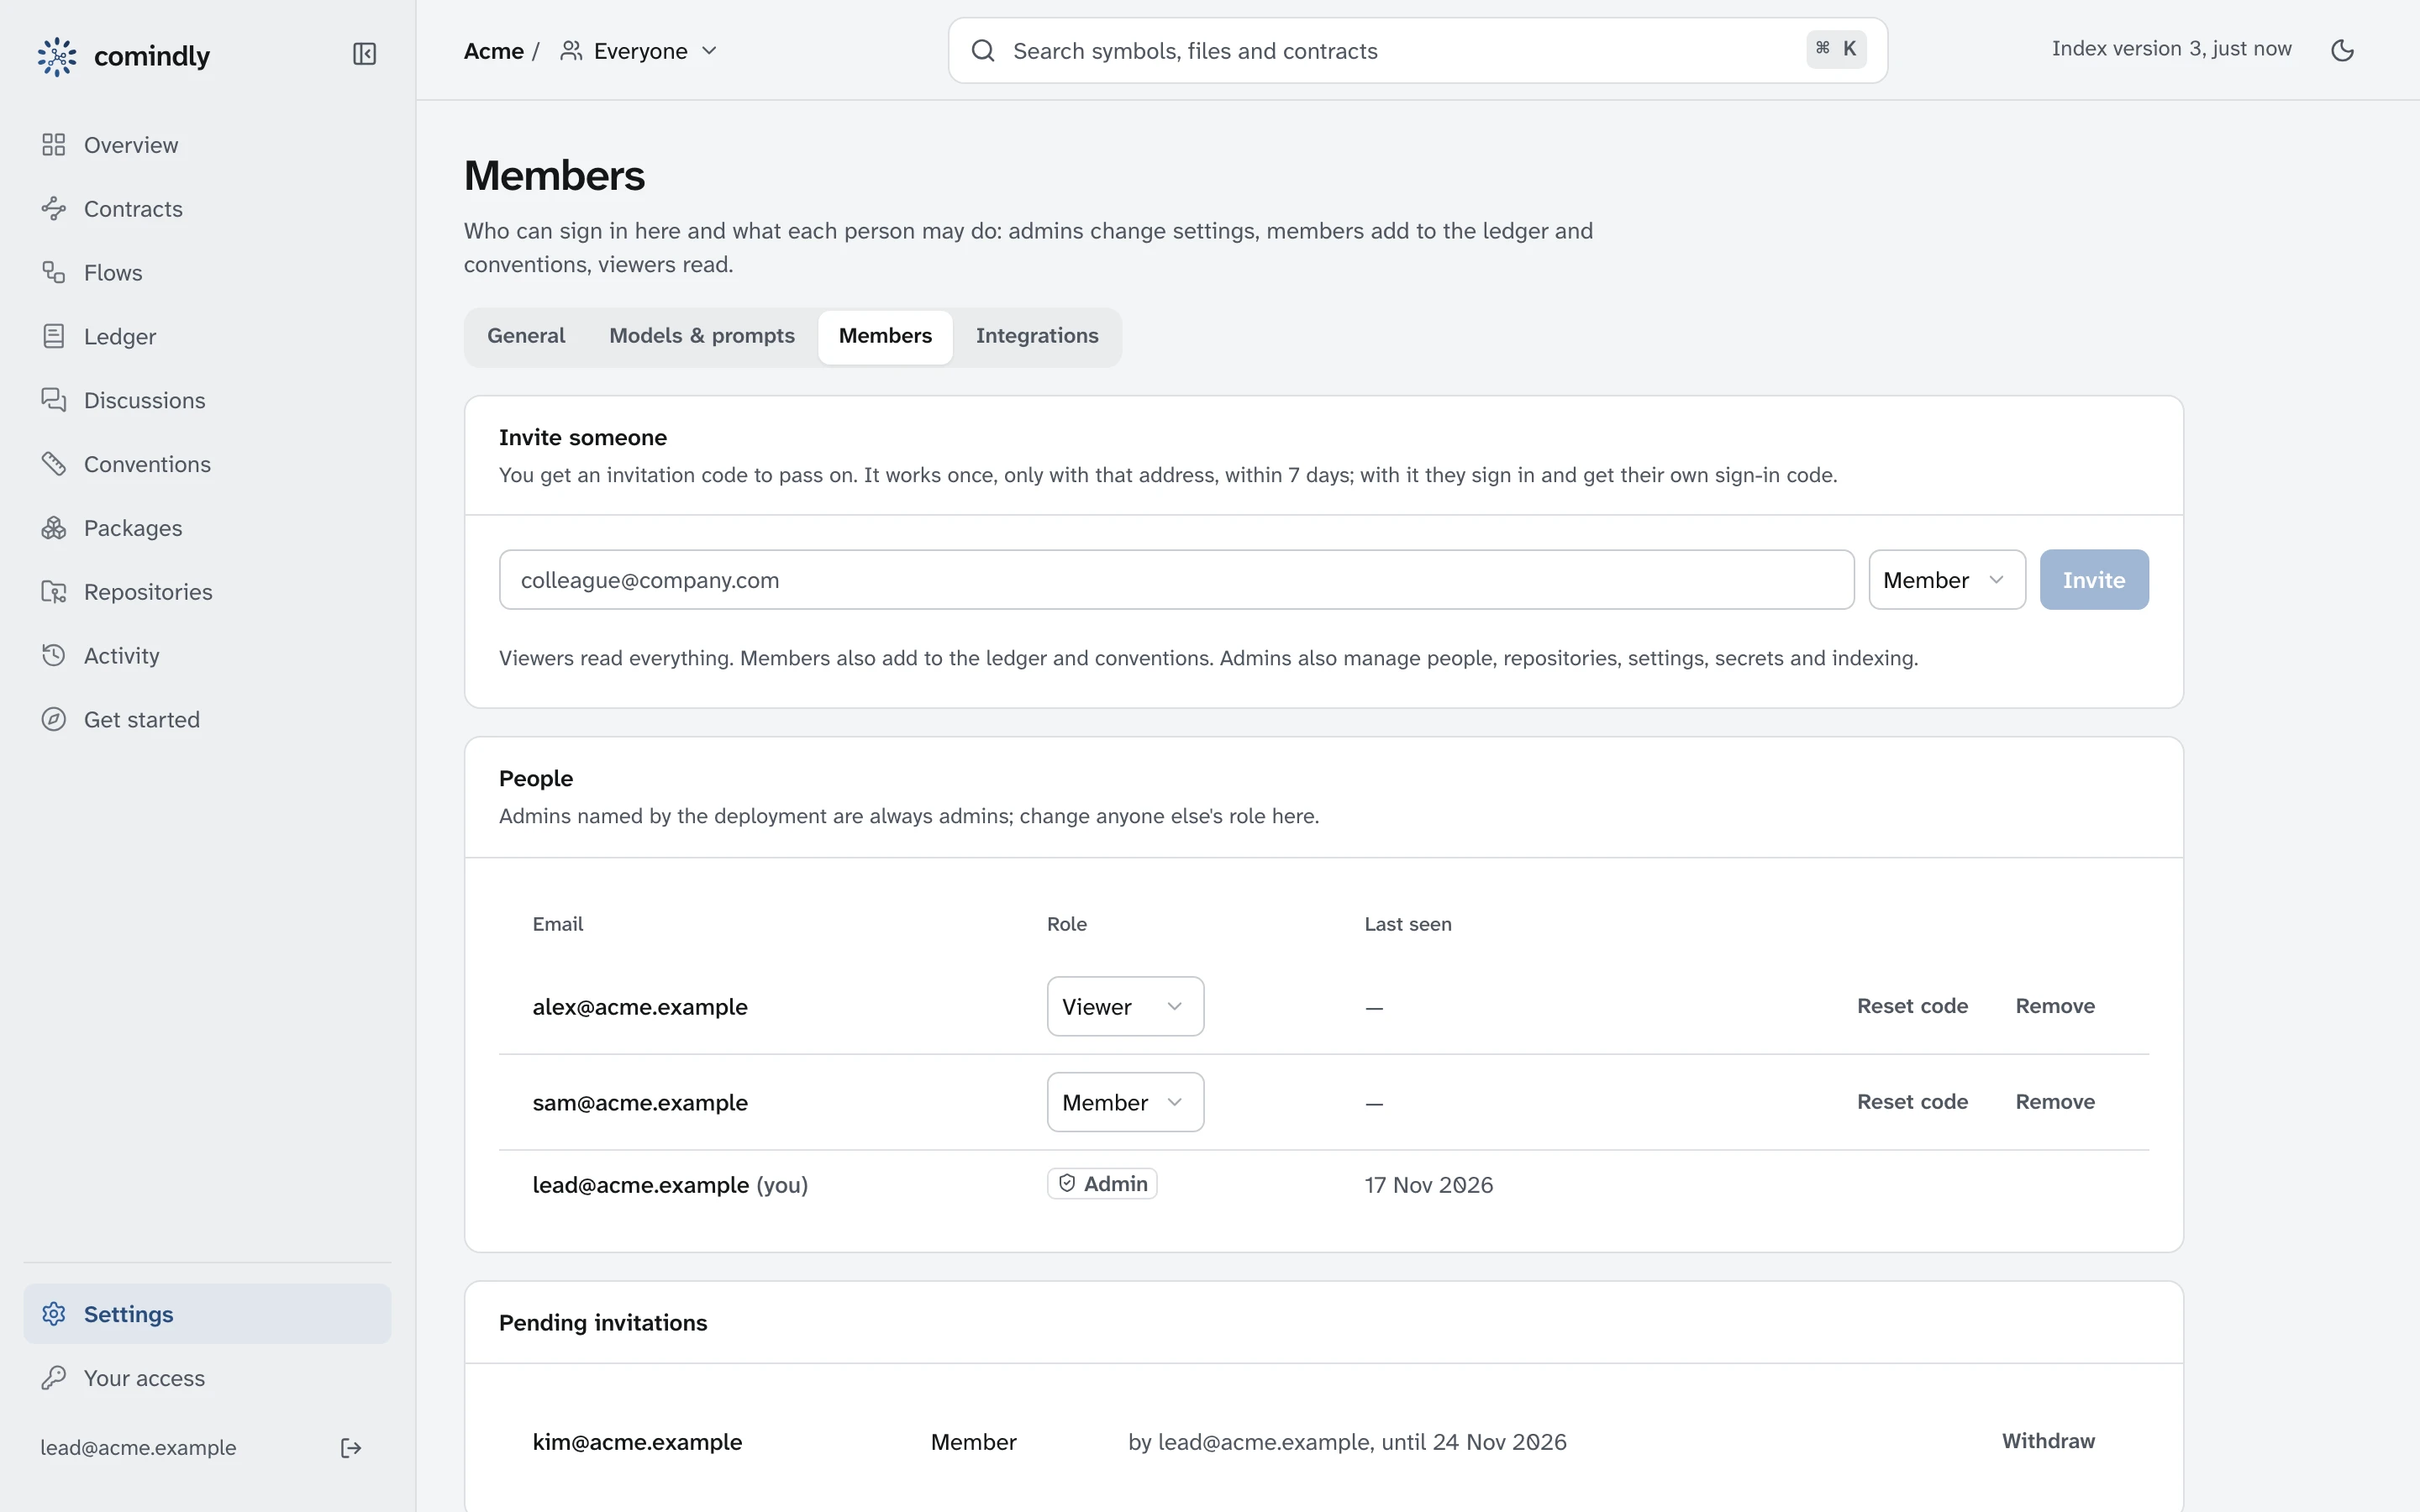 comindly
Acme / Everyone
Search symbols, files and contracts
⌘ K
Index version 3, just now
Overview
Contracts
Flows
Ledger
Discussions
Conventions
Packages
Repositories
Activity
Get started
Settings
Your access
lead@acme.example
Members
Who can sign in here and what each person may do: admins change settings, members add to the ledger and
conventions, viewers read.
General Models & prompts Members Integrations
Invite someone
You get an invitation code to pass on. It works once, only with that address, within 7 days; with it they sign in and get their own sign-in code.
colleague@company.com Member Invite
Viewers read everything. Members also add to the ledger and conventions. Admins also manage people, repositories, settings, secrets and indexing.
People
Admins named by the deployment are always admins; change anyone else's role here.
Email Role Last seen
alex@acme.example Viewer — Reset code Remove
sam@acme.example Member — Reset code Remove
lead@acme.example (you) Admin 17 Nov 2026
Pending invitations
kim@acme.example Member by lead@acme.example, until 24 Nov 2026 Withdraw